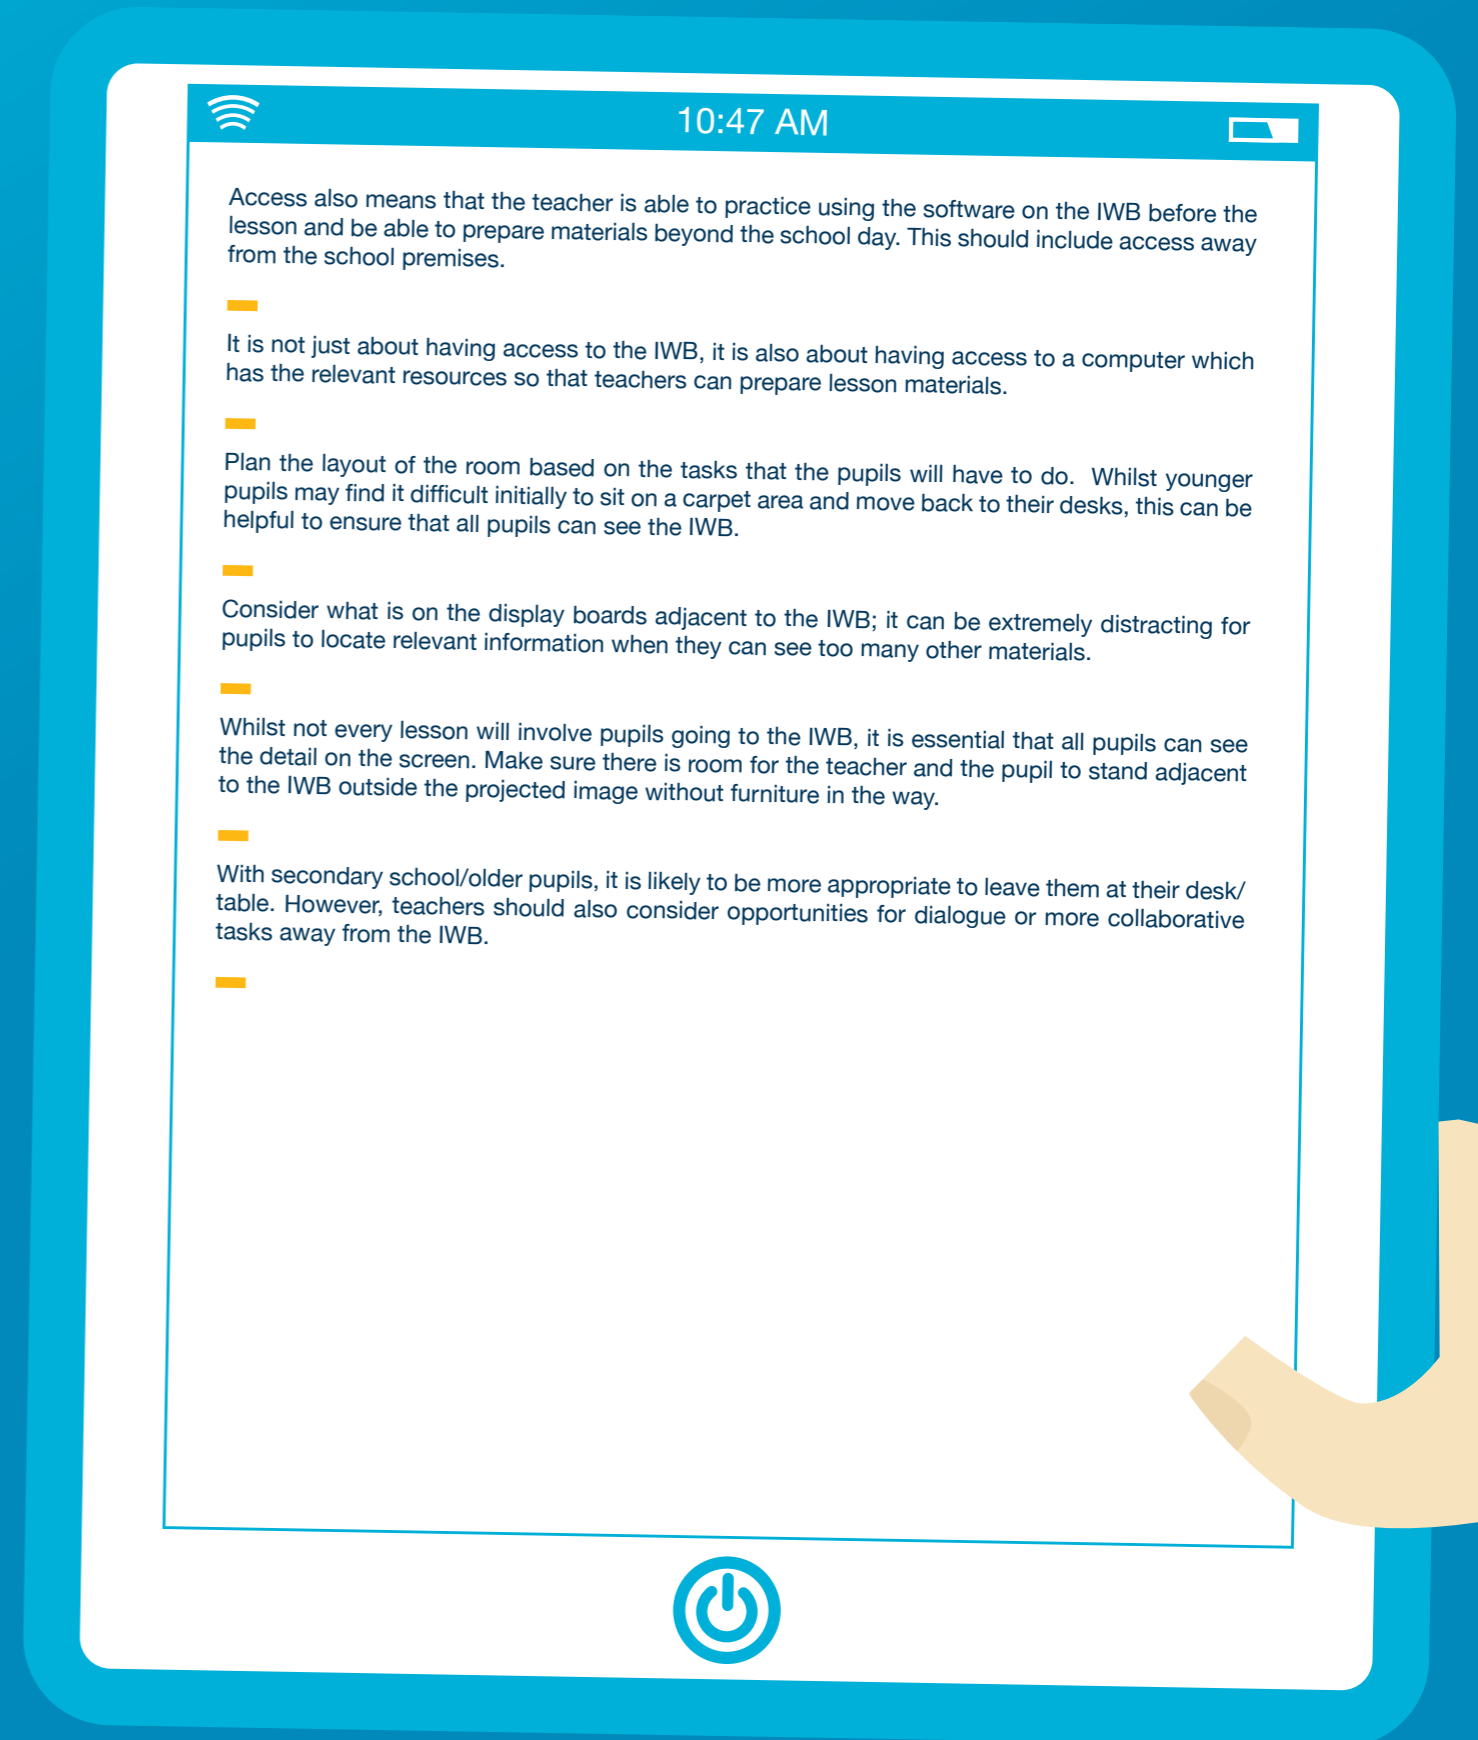 10:47 AM
Access also means that the teacher is able to practice using the software on the IWB before the
lesson and be able to prepare materials beyond the school day. This should include access away
from the school premises.
It is not just about having access to the IWB, it is also about having access to a computer which
has the relevant resources so that teachers can prepare lesson materials.
Plan the layout of the room based on the tasks that the pupils will have to do. Whilst younger
pupils may find it difficult initially to sit on a carpet area and move back to their desks, this can be
helpful to ensure that all pupils can see the IWB.
Consider what is on the display boards adjacent to the IWB; it can be extremely distracting for
pupils to locate relevant information when they can see too many other materials.
Whilst not every lesson will involve pupils going to the IWB, it is essential that all pupils can see
the detail on the screen. Make sure there is room for the teacher and the pupil to stand adjacent
to the IWB outside the projected image without furniture in the way.
With secondary school/older pupils, it is likely to be more appropriate to leave them at their desk/
table. However, teachers should also consider opportunities for dialogue or more collaborative
tasks away from the IWB.